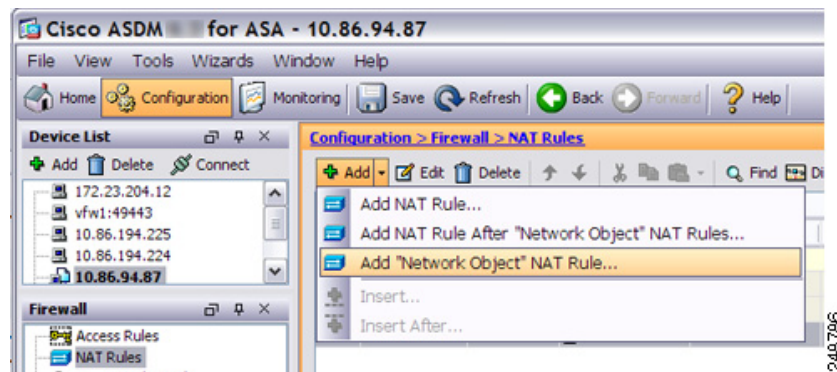 Cisco ASDM for ASA - 10.86.94.87
File View Tools Wizards Window Help
Home Configuration Monitoring Save Refresh Back Forward Help
Device List
Add Delete Connect
172.23.204.12
vfw1:49443
10.86.194.225
10.86.194.224
10.86.94.87
Firewall
Access Rules
NAT Rules
Configuration > Firewall > NAT Rules
Add Edit Delete Find Di
Add NAT Rule...
Add NAT Rule After "Network Object" NAT Rules...
Add "Network Object" NAT Rule...
Insert...
Insert After...
348796